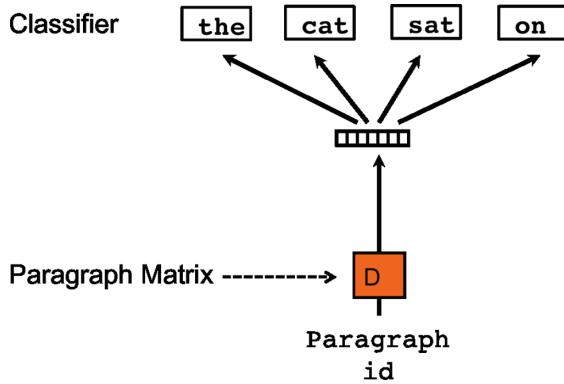 Classifier the cat sat on
Paragraph Matrix D
Paragraph
id